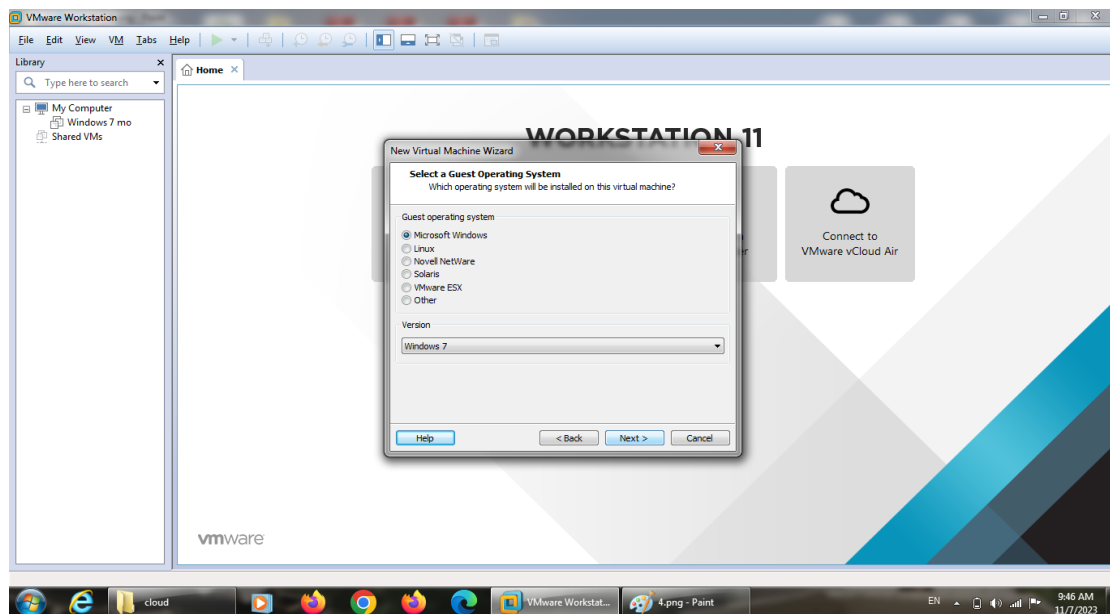 VMware Workstation
File Edit View VM Tabs Help
Library
Type here to search
Home
My Computer
Windows 7 mo
Shared VMs
WORKSTATION 11
New Virtual Machine Wizard
Select a Guest Operating System
Which operating system will be installed on this virtual machine?
Guest operating system
Microsoft Windows
Linux
Novell NetWare
Solaris
VMware ESX
Other
Version
Windows 7
Help < Back Next > Cancel
Connect to
VMware vCloud Air
vmware
cloud
VMware Workstat...
4.png - Paint
EN
9:46 AM
11/7/2023